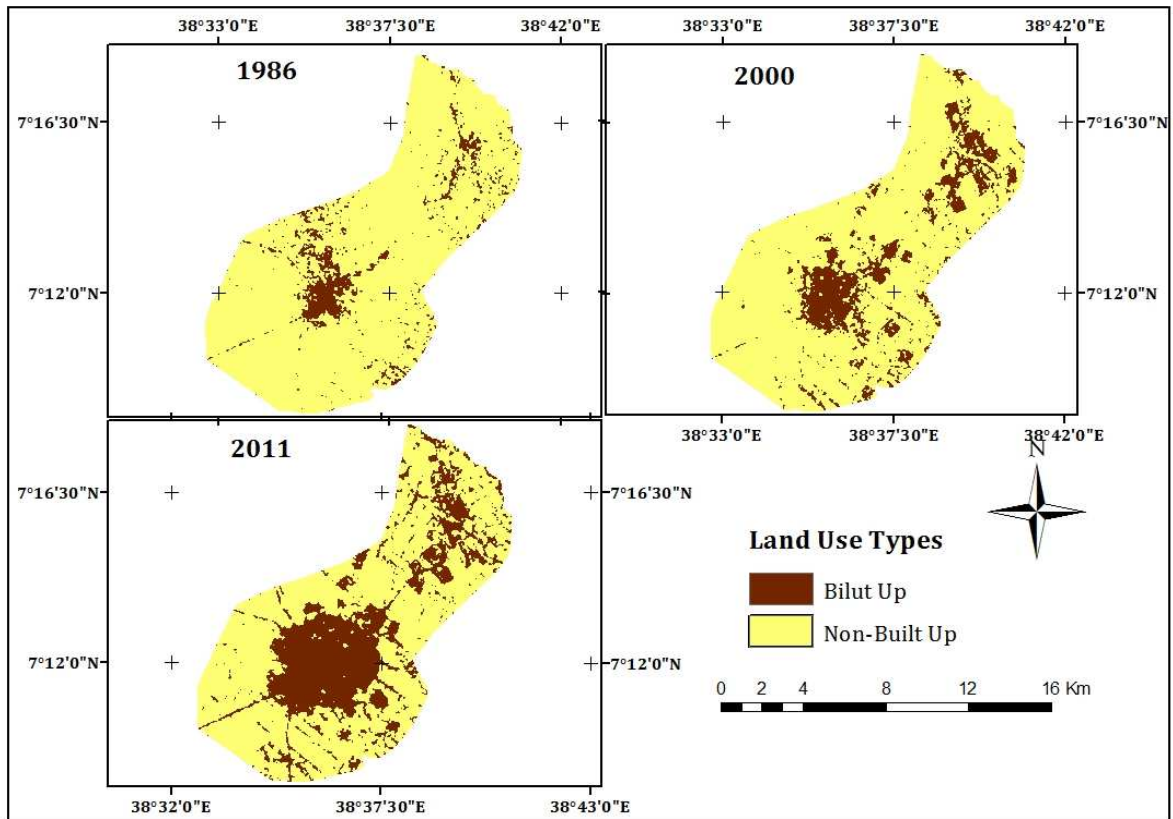 38°33'0"E 38°37'30"E 38°42'0"E 38°33'0"E 38°37'30"E 38°42'0"E
1986
2000
7°16'30"N 7°16'30"N
7°12'0"N 7°12'0"N
2011
38°33'0"E 38°37'30"E 38°42'0"E
N
7°16'30"N 7°16'30"N
Land Use Types
Bilut Up
Non-Built Up
7°12'0"N 7°12'0"N
0 2 4 8 12 16 Km
38°32'0"E 38°37'30"E 38°43'0"E